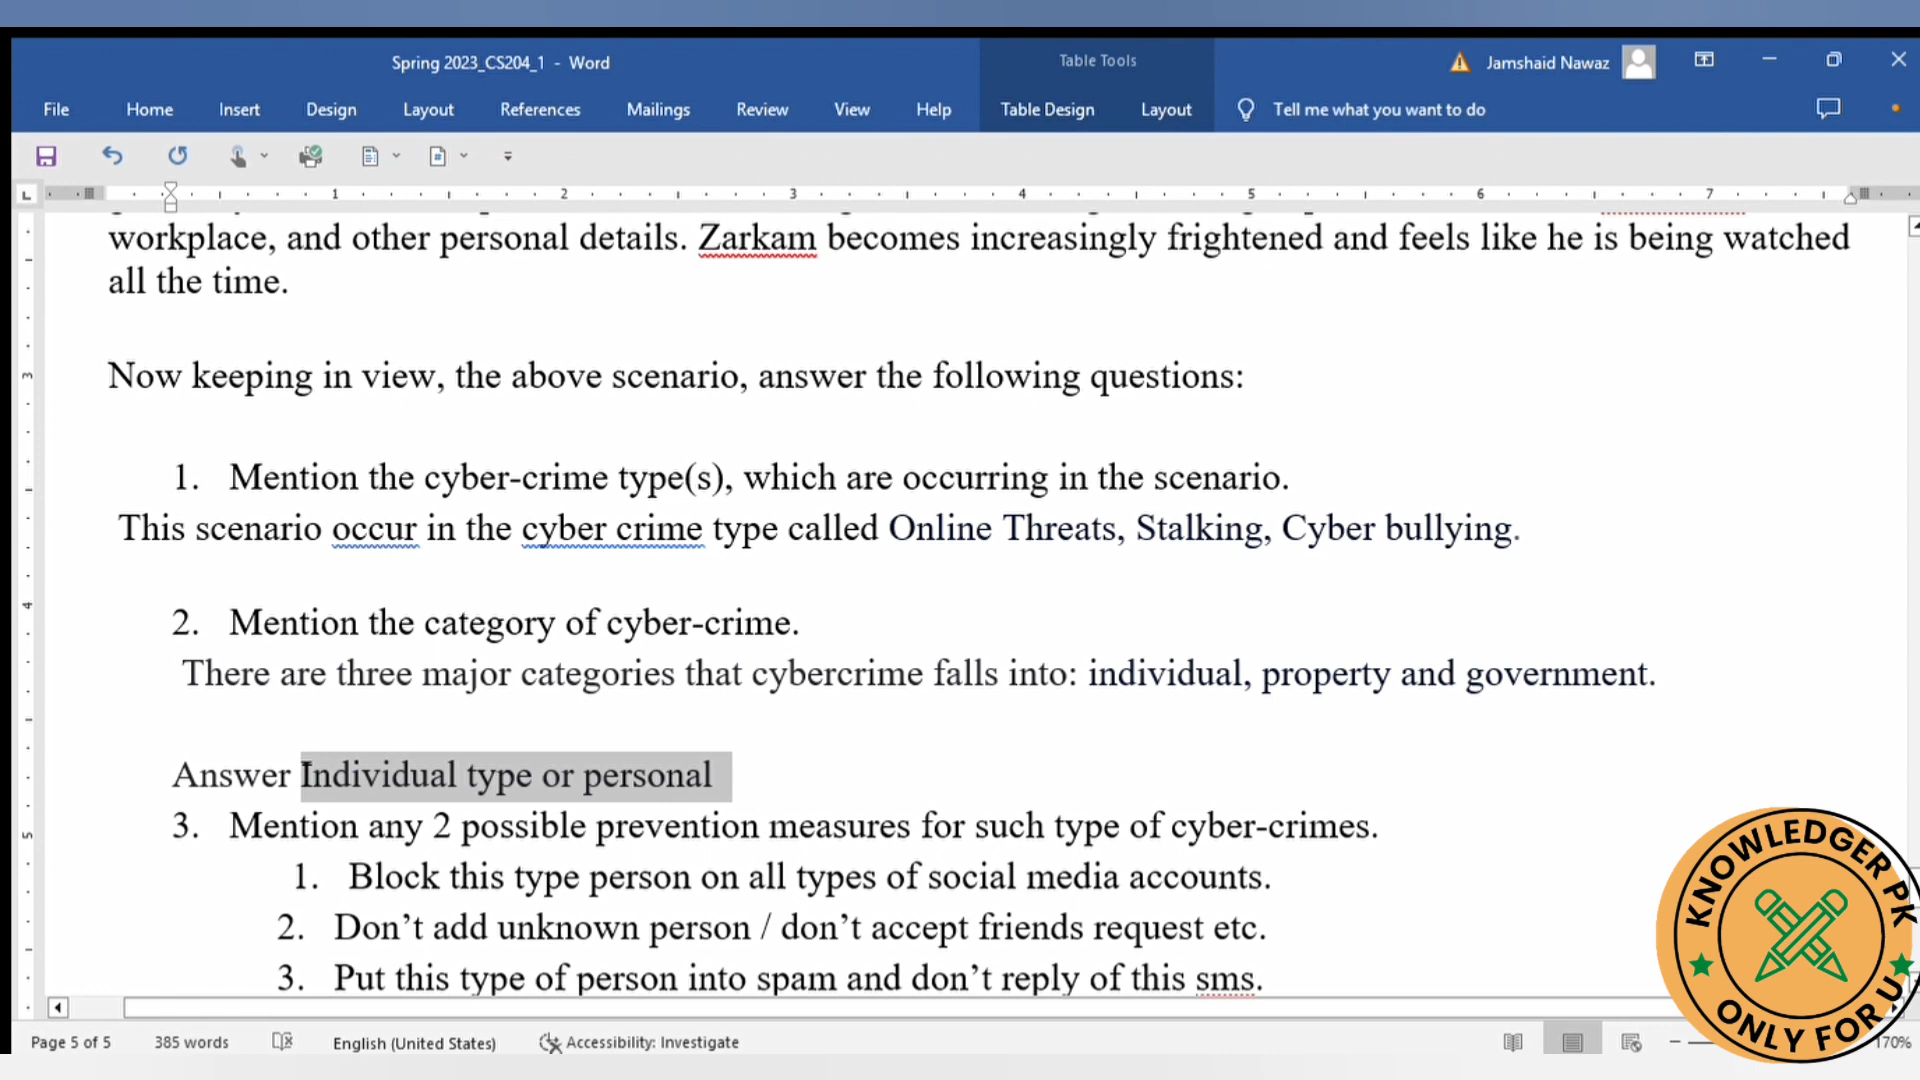 Spring 2023_CS204_1 - Word
Table Tools
Jamshaid Nawaz
File Home Insert Design Layout References Mailings Review View Help Table Design Layout Tell me what you want to do
1 2 3 4 5 6 7
workplace, and other personal details. Zarkam becomes increasingly frightened and feels like he is being watched
all the time.
Now keeping in view, the above scenario, answer the following questions:
1. Mention the cyber-crime type(s), which are occurring in the scenario.
This scenario occur in the cyber crime type called Online Threats, Stalking, Cyber bullying.
2. Mention the category of cyber-crime.
There are three major categories that cybercrime falls into: individual, property and government.
Answer Individual type or personal
3. Mention any 2 possible prevention measures for such type of cyber-crimes.
1. Block this type person on all types of social media accounts.
2. Don’t add unknown person / don’t accept friends request etc.
3. Put this type of person into spam and don’t reply of this sms.
KNOWLEDGER PK
ONLY FOR U
Page 5 of 5 385 words English (United States) Accessibility: Investigate 170%